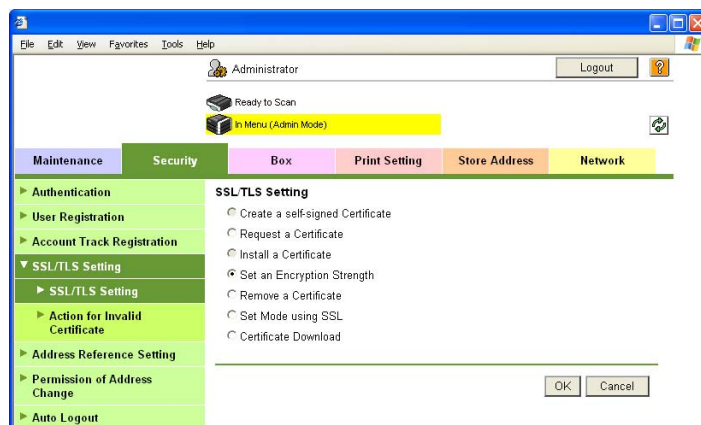 File Edit View Favorites Tools Help
Administrator
Logout
?
Ready to Scan
In Menu (Admin Mode)
Maintenance Security Box Print Setting Store Address Network
Authentication
User Registration
Account Track Registration
SSL/TLS Setting
SSL/TLS Setting
Action for Invalid
Certificate
Address Reference Setting
Permission of Address
Change
Auto Logout
SSL/TLS Setting
Create a self-signed Certificate
Request a Certificate
Install a Certificate
Set an Encryption Strength
Remove a Certificate
Set Mode using SSL
Certificate Download
OK Cancel